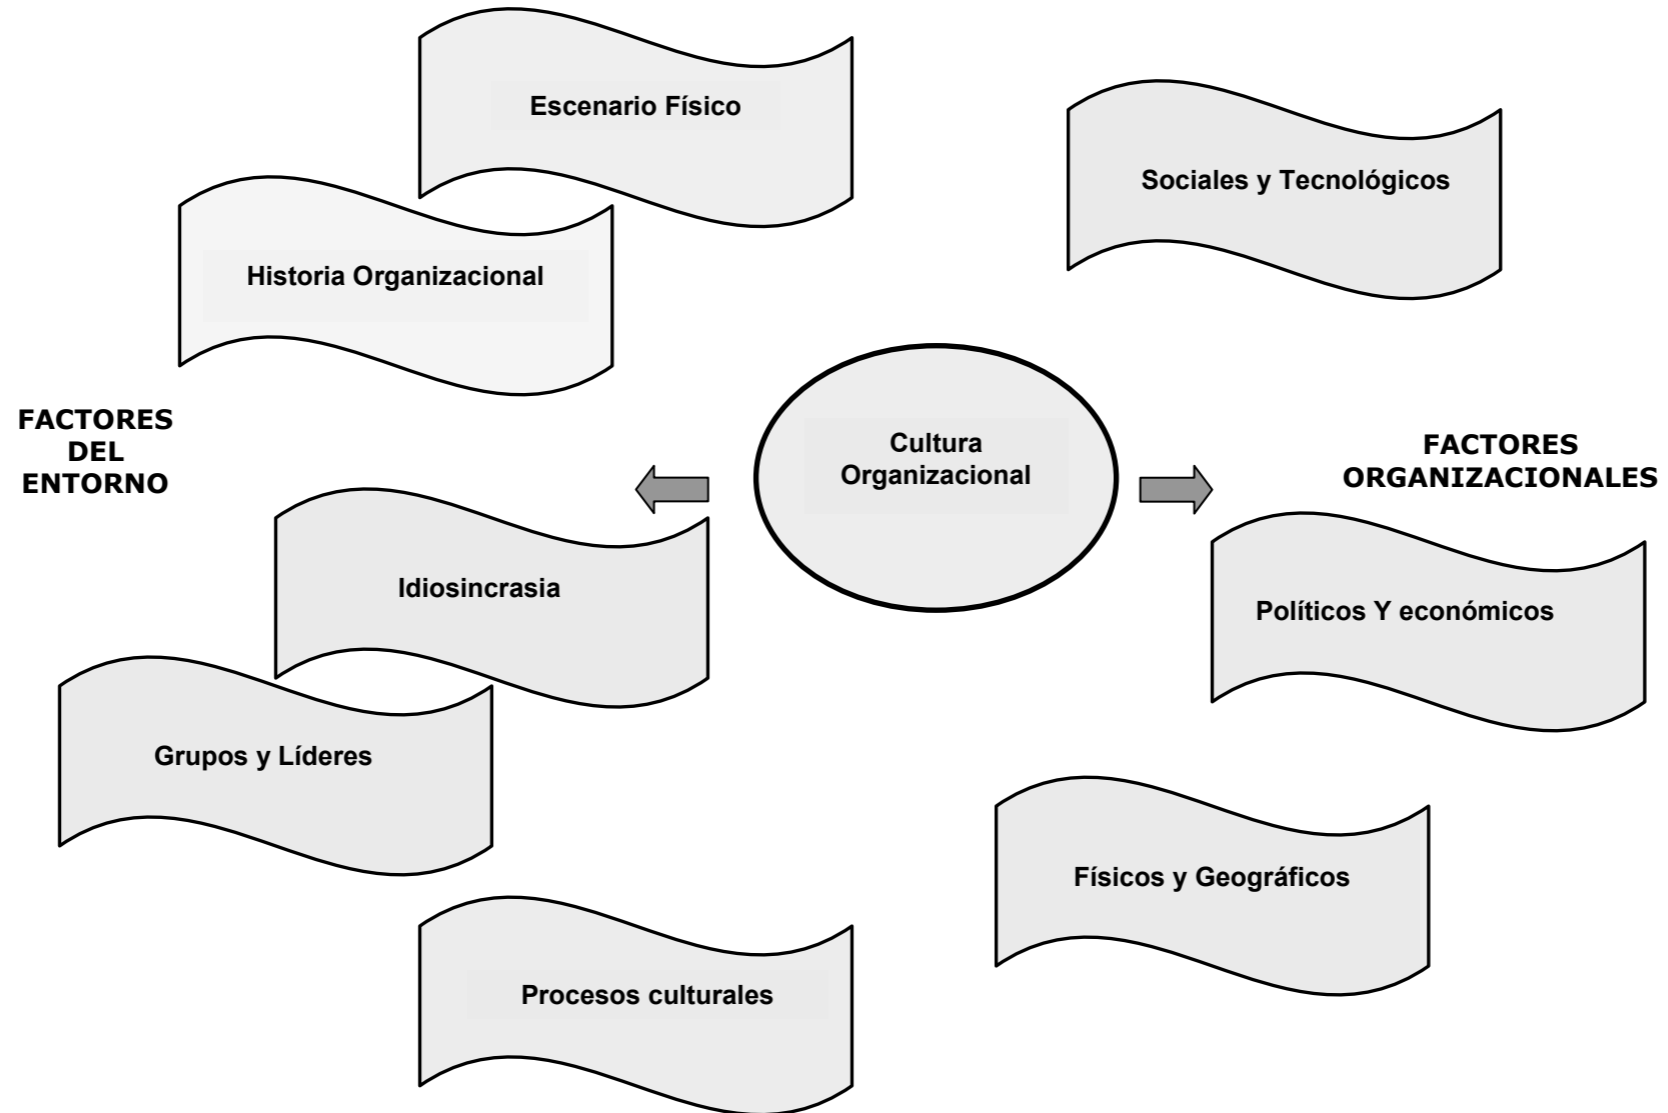 Escenario Físico
Sociales y Tecnológicos
Historia Organizacional
FACTORES
DEL
ENTORNO
Cultura
Organizacional
FACTORES
ORGANIZACIONALES
Idiosincrasia
Políticos Y económicos
Grupos y Líderes
Físicos y Geográficos
Procesos culturales